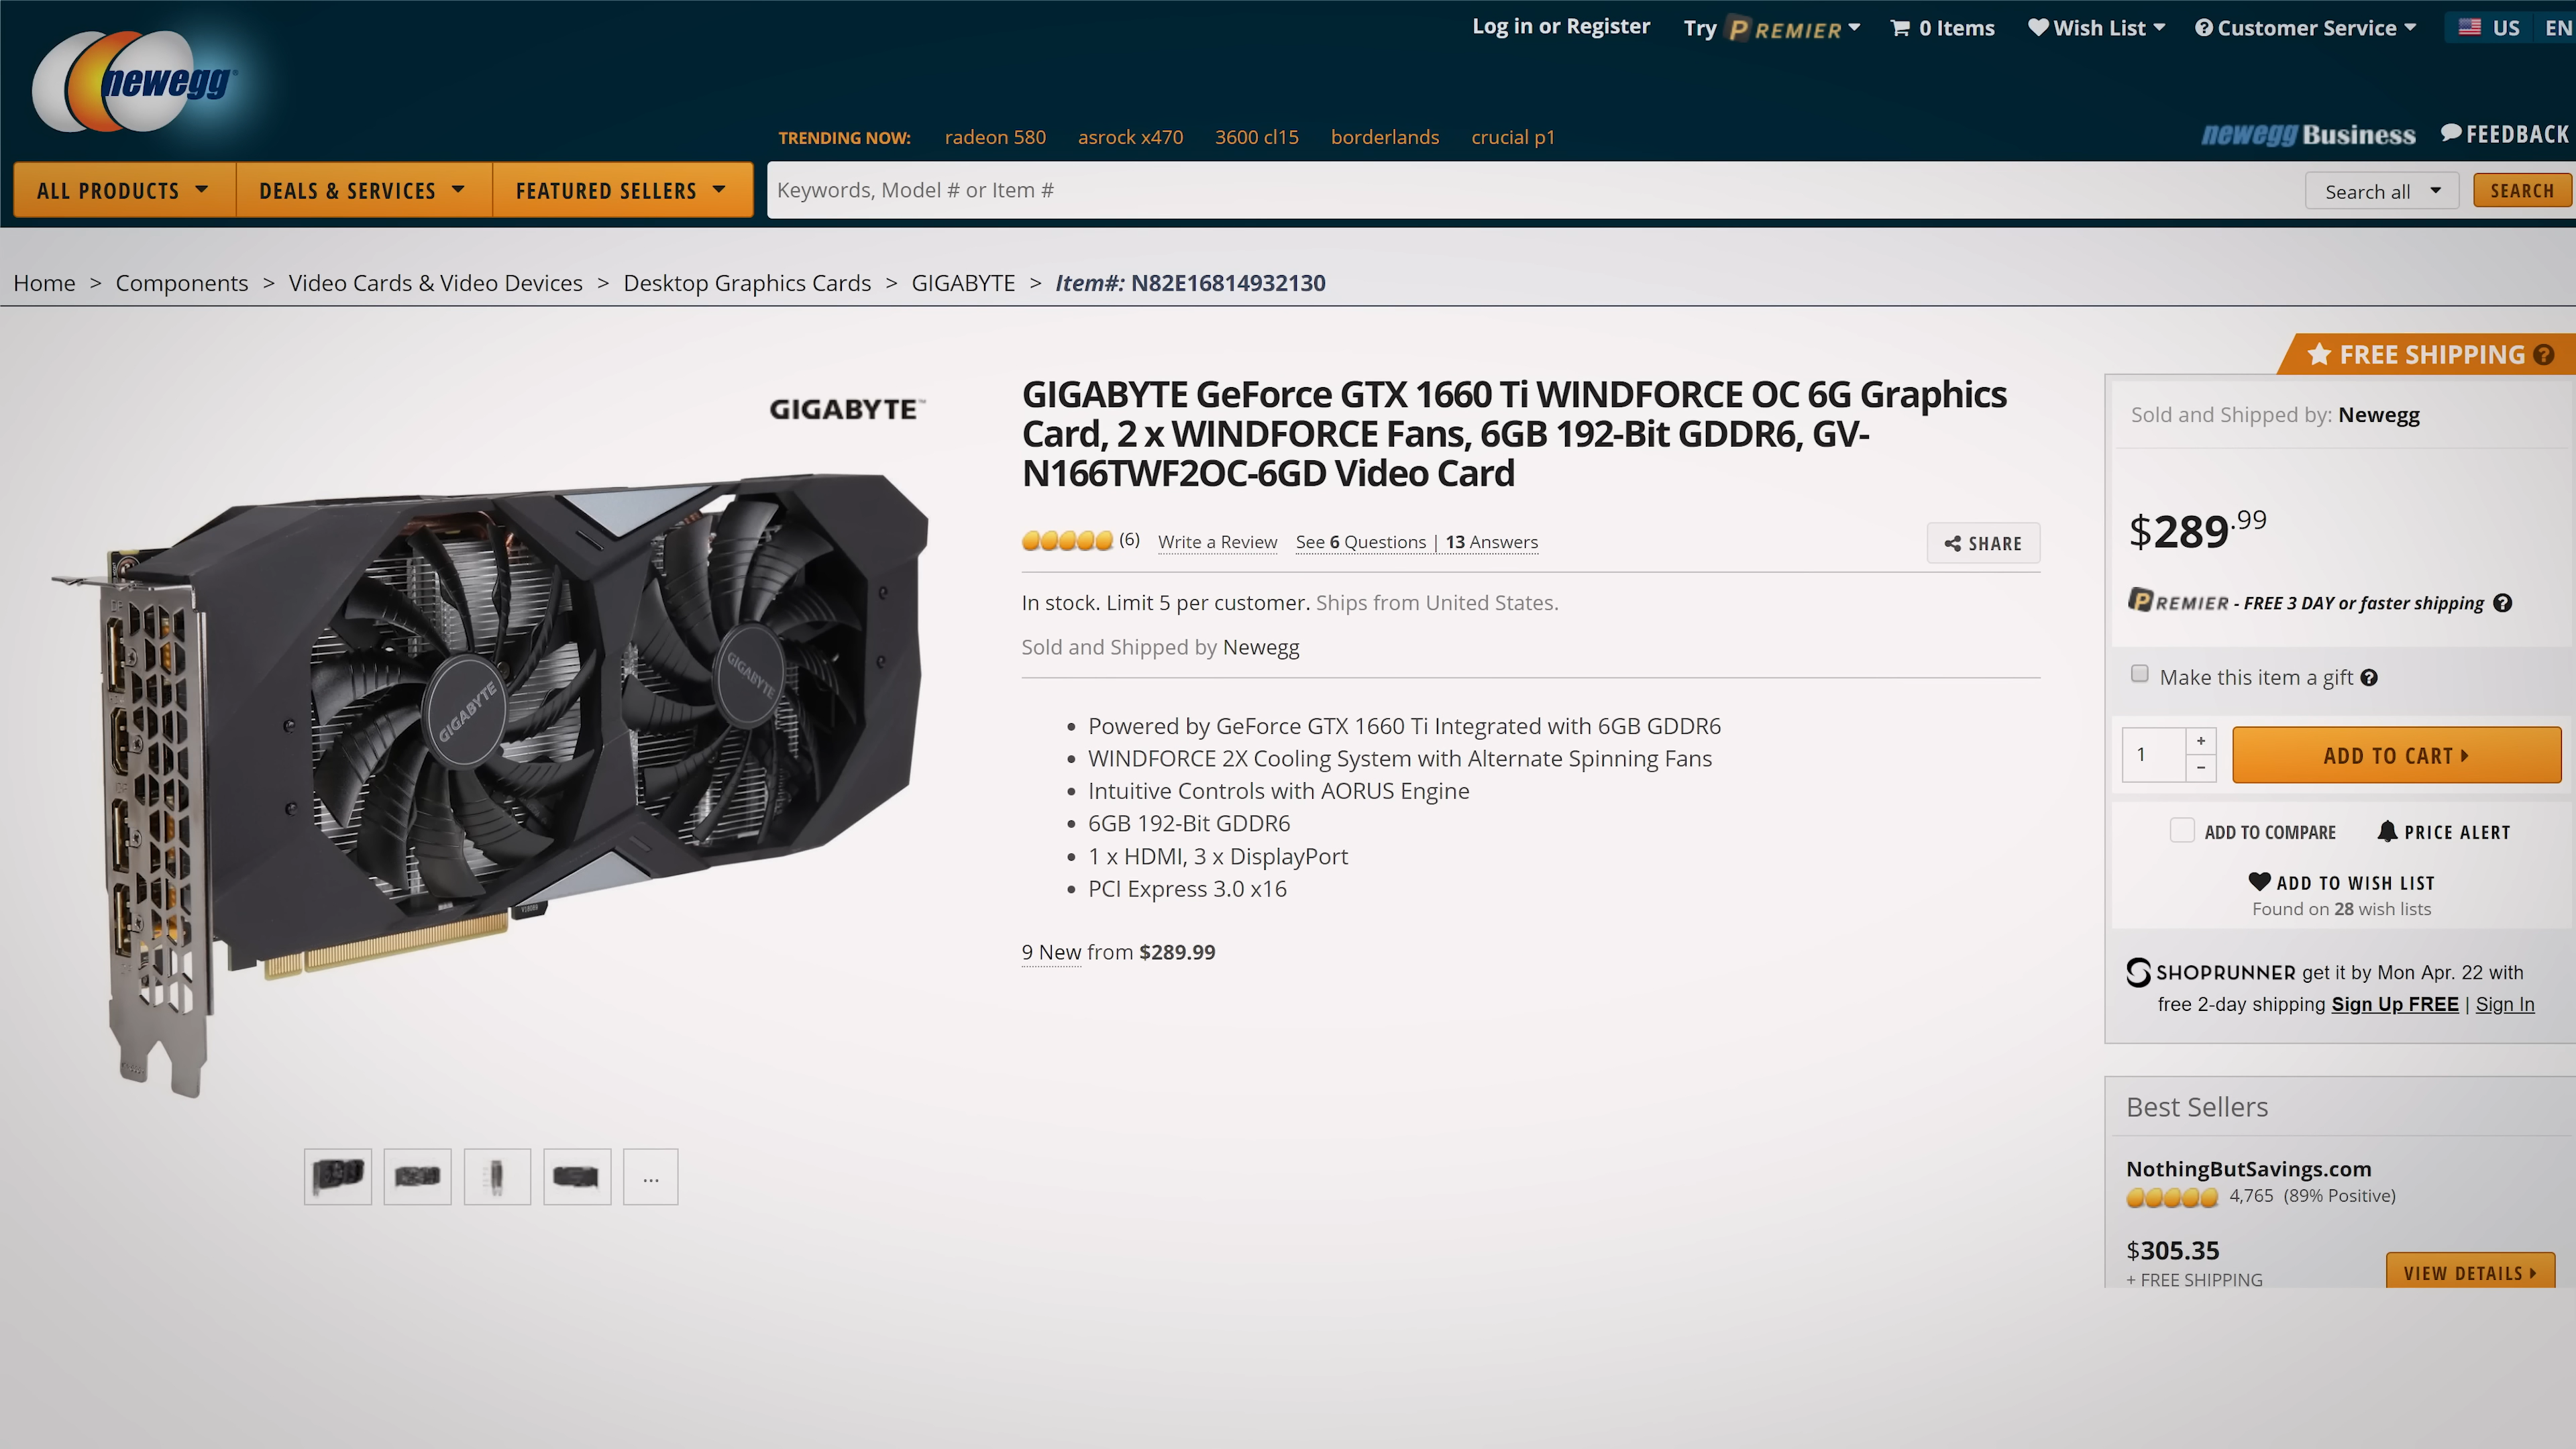 Log in or Register
Try PREMIER
0 Items
Wish List
Customer Service
US
EN
newegg
TRENDING NOW: radeon 580 asrock x470 3600 cl15 borderlands crucial p1
newegg Business
FEEDBACK
ALL PRODUCTS
DEALS & SERVICES
FEATURED SELLERS
Keywords, Model # or Item #
Search all
SEARCH
Home > Components > Video Cards & Video Devices > Desktop Graphics Cards > GIGABYTE > Item#: N82E16814932130
FREE SHIPPING
GIGABYTE™
GIGABYTE
GIGABYTE
GIGABYTE GeForce GTX 1660 Ti WINDFORCE OC 6G Graphics
Card, 2 x WINDFORCE Fans, 6GB 192-Bit GDDR6, GV-
N166TWF2OC-6GD Video Card
(6) Write a Review See 6 Questions | 13 Answers
SHARE
In stock. Limit 5 per customer. Ships from United States.
Sold and Shipped by Newegg
• Powered by GeForce GTX 1660 Ti Integrated with 6GB GDDR6
• WINDFORCE 2X Cooling System with Alternate Spinning Fans
• Intuitive Controls with AORUS Engine
• 6GB 192-Bit GDDR6
• 1 x HDMI, 3 x DisplayPort
• PCI Express 3.0 x16
9 New from $289.99
Sold and Shipped by: Newegg
$289.99
PREMIER - FREE 3 DAY or faster shipping
Make this item a gift
1
+
-
ADD TO CART
ADD TO COMPARE
PRICE ALERT
ADD TO WISH LIST
Found on 28 wish lists
SHOPRUNNER get it by Mon Apr. 22 with
free 2-day shipping Sign Up FREE | Sign In
Best Sellers
NothingButSavings.com
4,765 (89% Positive)
$305.35
+ FREE SHIPPING
VIEW DETAILS
...